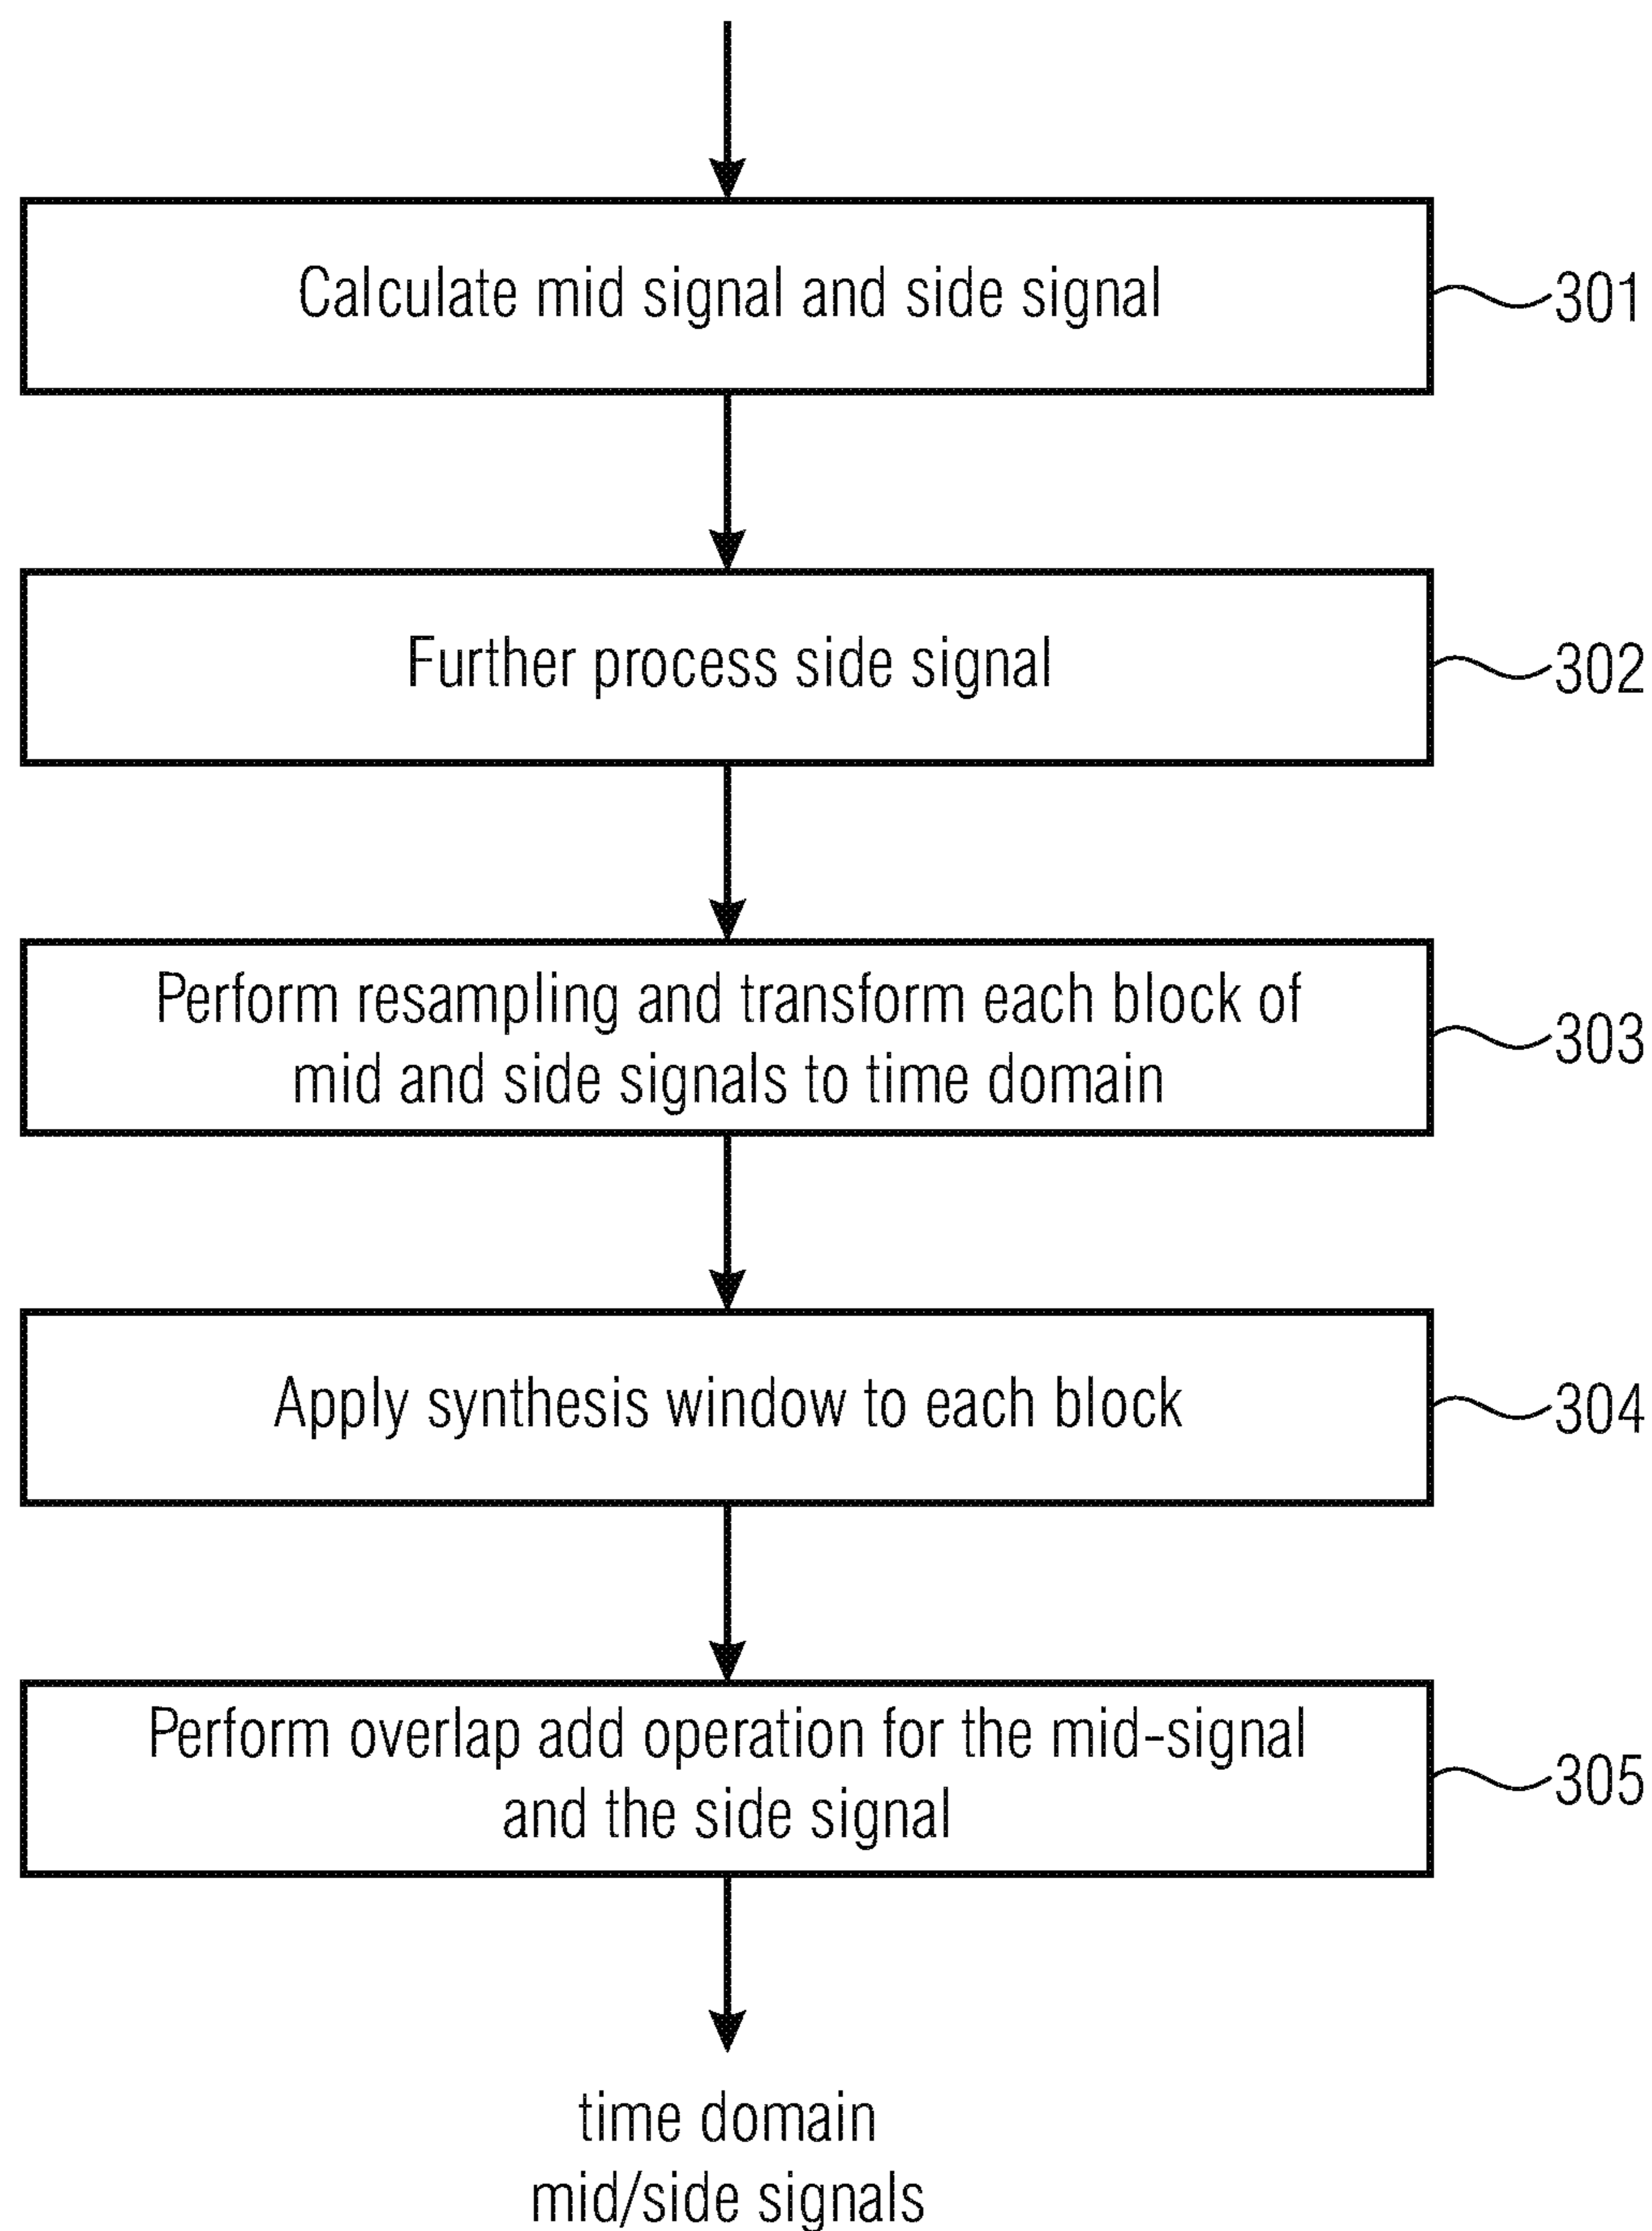 Calculate mid signal and side signal
301
Further process side signal
302
Perform resampling and transform each block of
mid and side signals to time domain
303
Apply synthesis window to each block
304
Perform overlap add operation for the mid-signal
and the side signal
305
time domain
mid/side signals